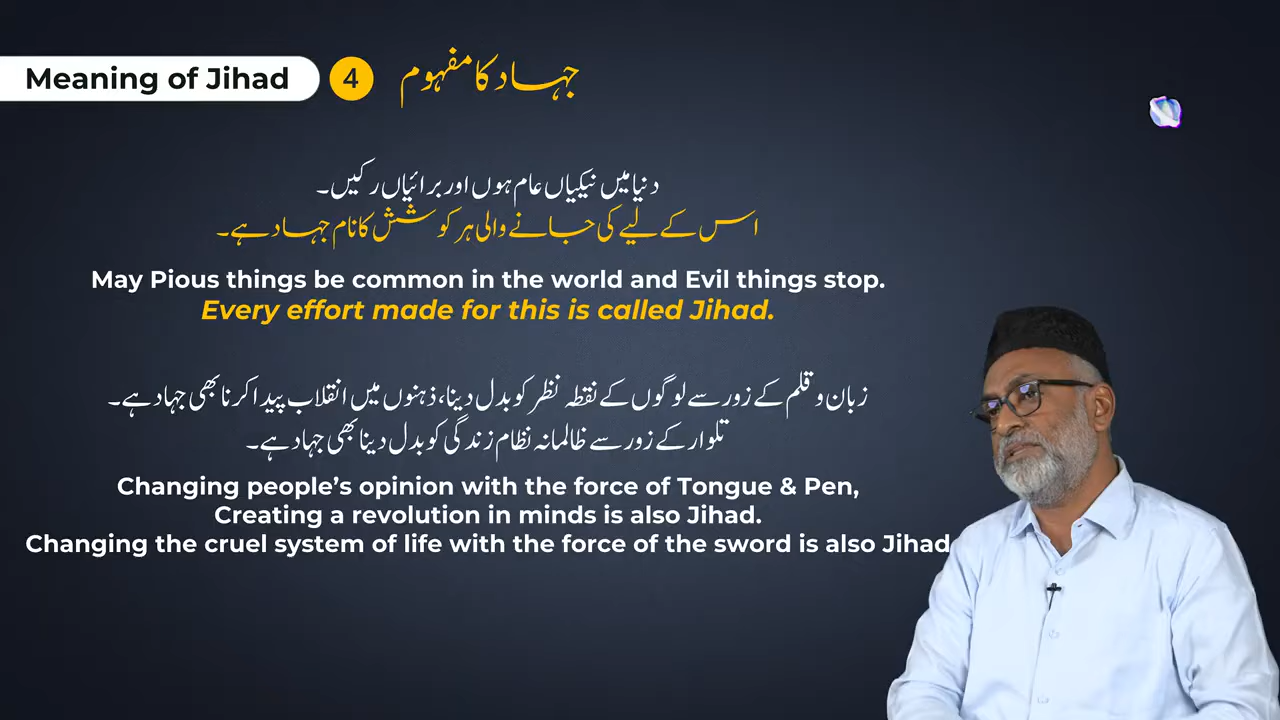 Meaning of Jihad
4
جہاد کا مفہوم
دنیا میں نیکیاں عام ہوں اور برائیاں رکیں۔
اس کے لیے کی جانے والی ہر کوشش کا نام جہاد ہے۔
May Pious things be common in the world and Evil things stop.
Every effort made for this is called Jihad.
زبان و قلم کے زور سے لوگوں کے نقطہ نظر کو بدل دینا، ذہنوں میں انقلاب پیدا کرنا بھی جہاد ہے۔
تلوار کے زور سے ظالمانہ نظام زندگی کو بدل دینا بھی جہاد ہے۔
Changing people’s opinion with the force of Tongue & Pen,
Creating a revolution in minds is also Jihad.
Changing the cruel system of life with the force of the sword is also Jihad